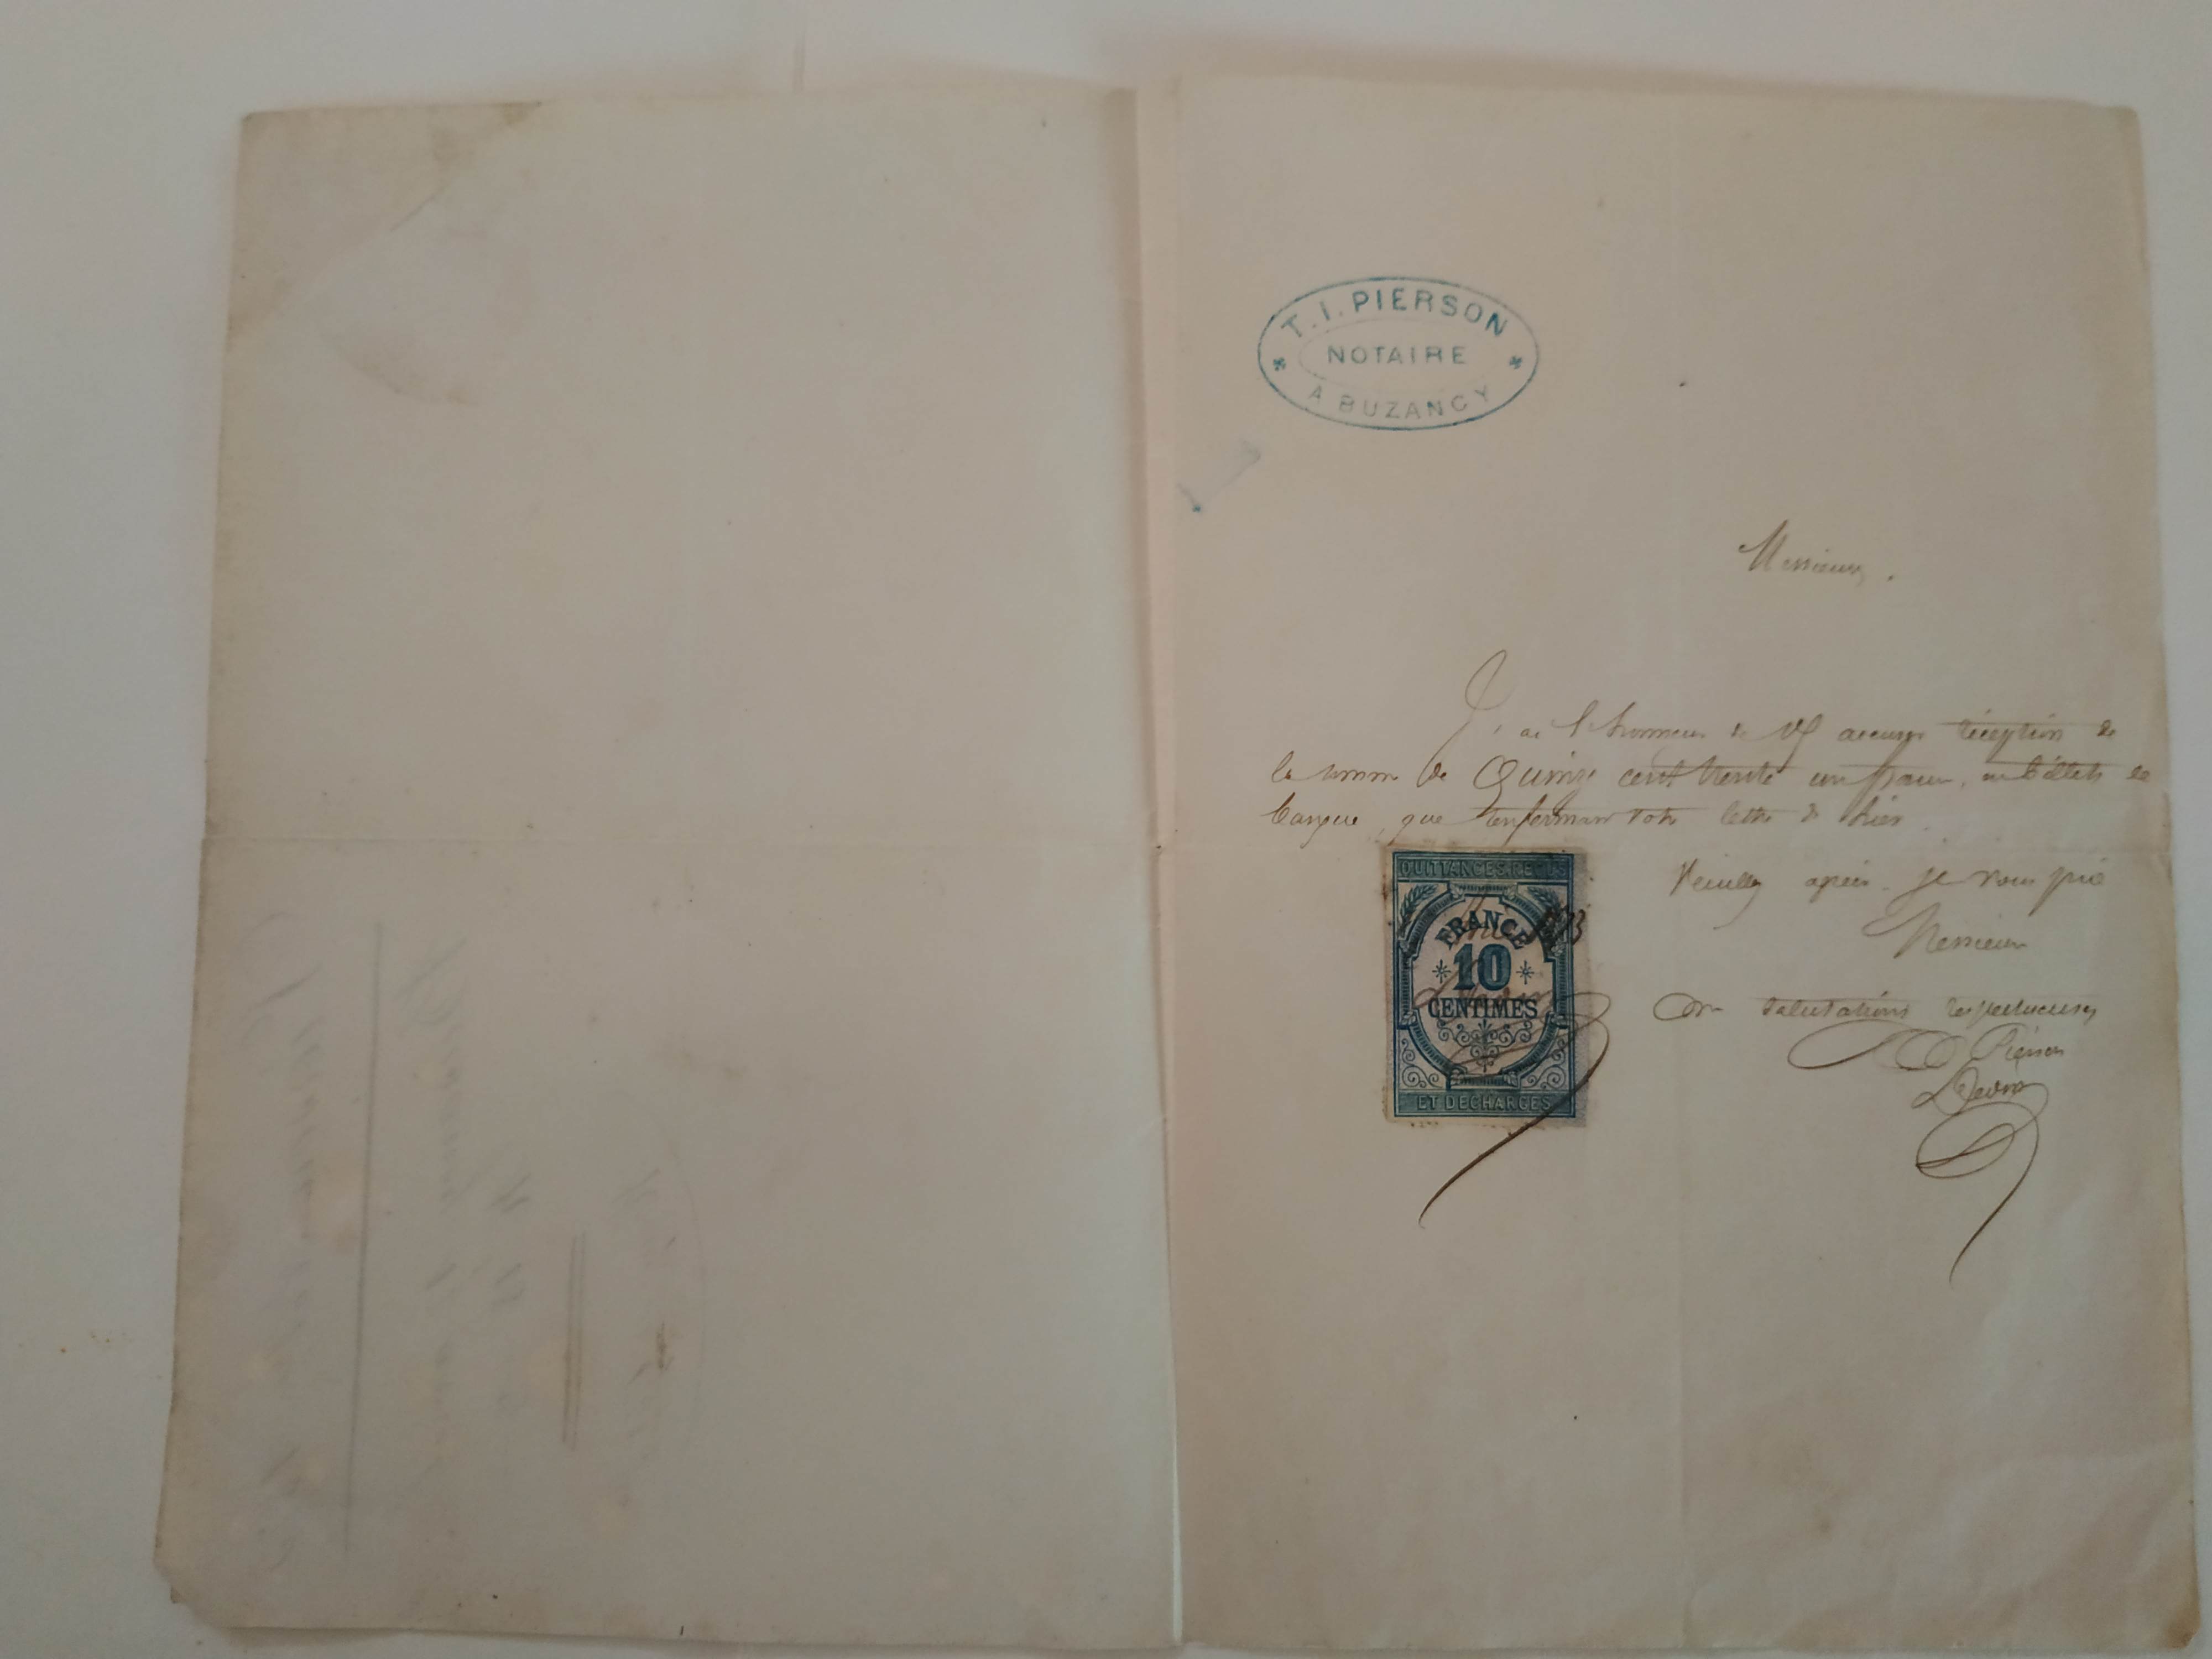 T. I. PIERSON
NOTAIRE
A BUZANCY
Messieurs.
J'ai l'honneur de accuser réception de
la somme de Quinze cent trente un francs, en billets de
banque, que renfermait votre lettre d'hier
Veuillez agréer, je vous prie
Messieurs
mes salutations respectueuses
Pierson
QUITTANCES REÇUS
FRANCE
10
CENTIMES
ET DÉCHARGES
1873